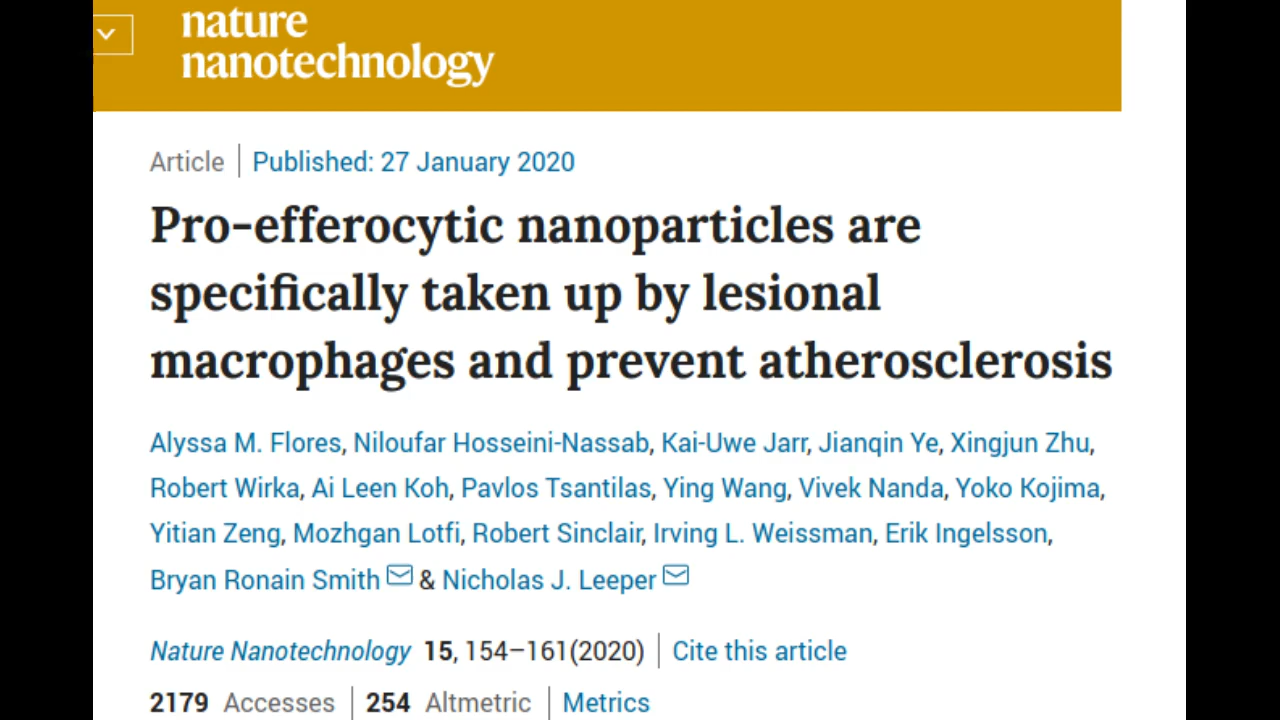 nature
nanotechnology
Article | Published: 27 January 2020
Pro-efferocytic nanoparticles are
specifically taken up by lesional
macrophages and prevent atherosclerosis
Alyssa M. Flores, Niloufar Hosseini-Nassab, Kai-Uwe Jarr, Jianqin Ye, Xingjun Zhu,
Robert Wirka, Ai Leen Koh, Pavlos Tsantilas, Ying Wang, Vivek Nanda, Yoko Kojima,
Yitian Zeng, Mozhgan Lotfi, Robert Sinclair, Irving L. Weissman, Erik Ingelsson,
Bryan Ronain Smith & Nicholas J. Leeper
Nature Nanotechnology 15, 154–161(2020) | Cite this article
2179 Accesses | 254 Altmetric | Metrics